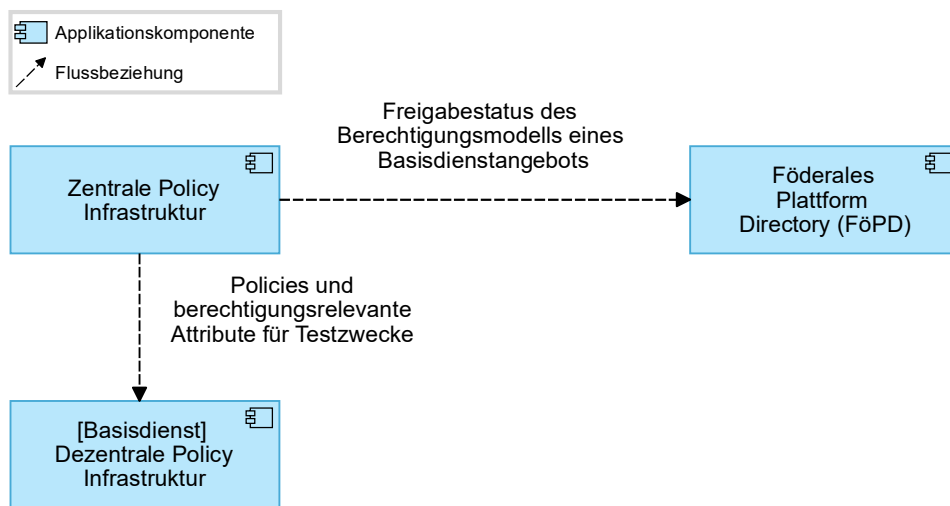 Applikationskomponente
Flussbeziehung
Freigabestatus des
Berechtigungsmodells eines
Basisdienstangebots
Zentrale Policy
Infrastruktur
Föderales
Plattform
Directory (FöPD)
Policies und
berechtigungsrelevante
Attribute für Testzwecke
[Basisdienst]
Dezentrale Policy
Infrastruktur